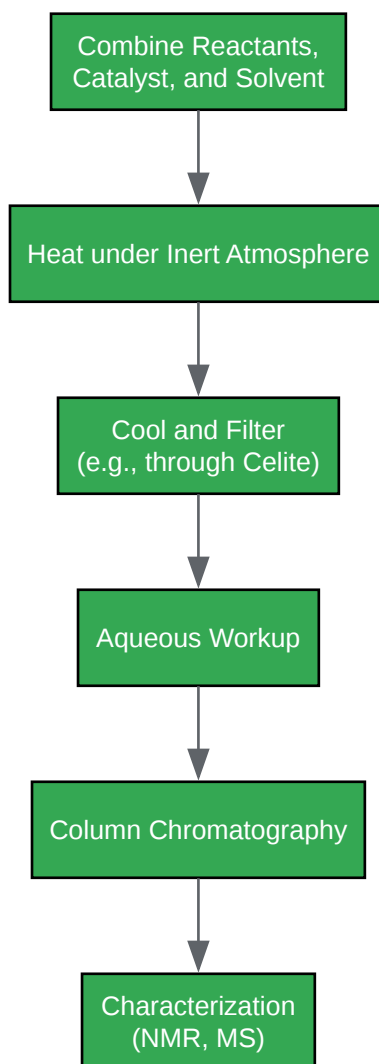 Combine Reactants,
Catalyst, and Solvent
Heat under Inert Atmosphere
Cool and Filter
(e.g., through Celite)
Aqueous Workup
Column Chromatography
Characterization
(NMR, MS)